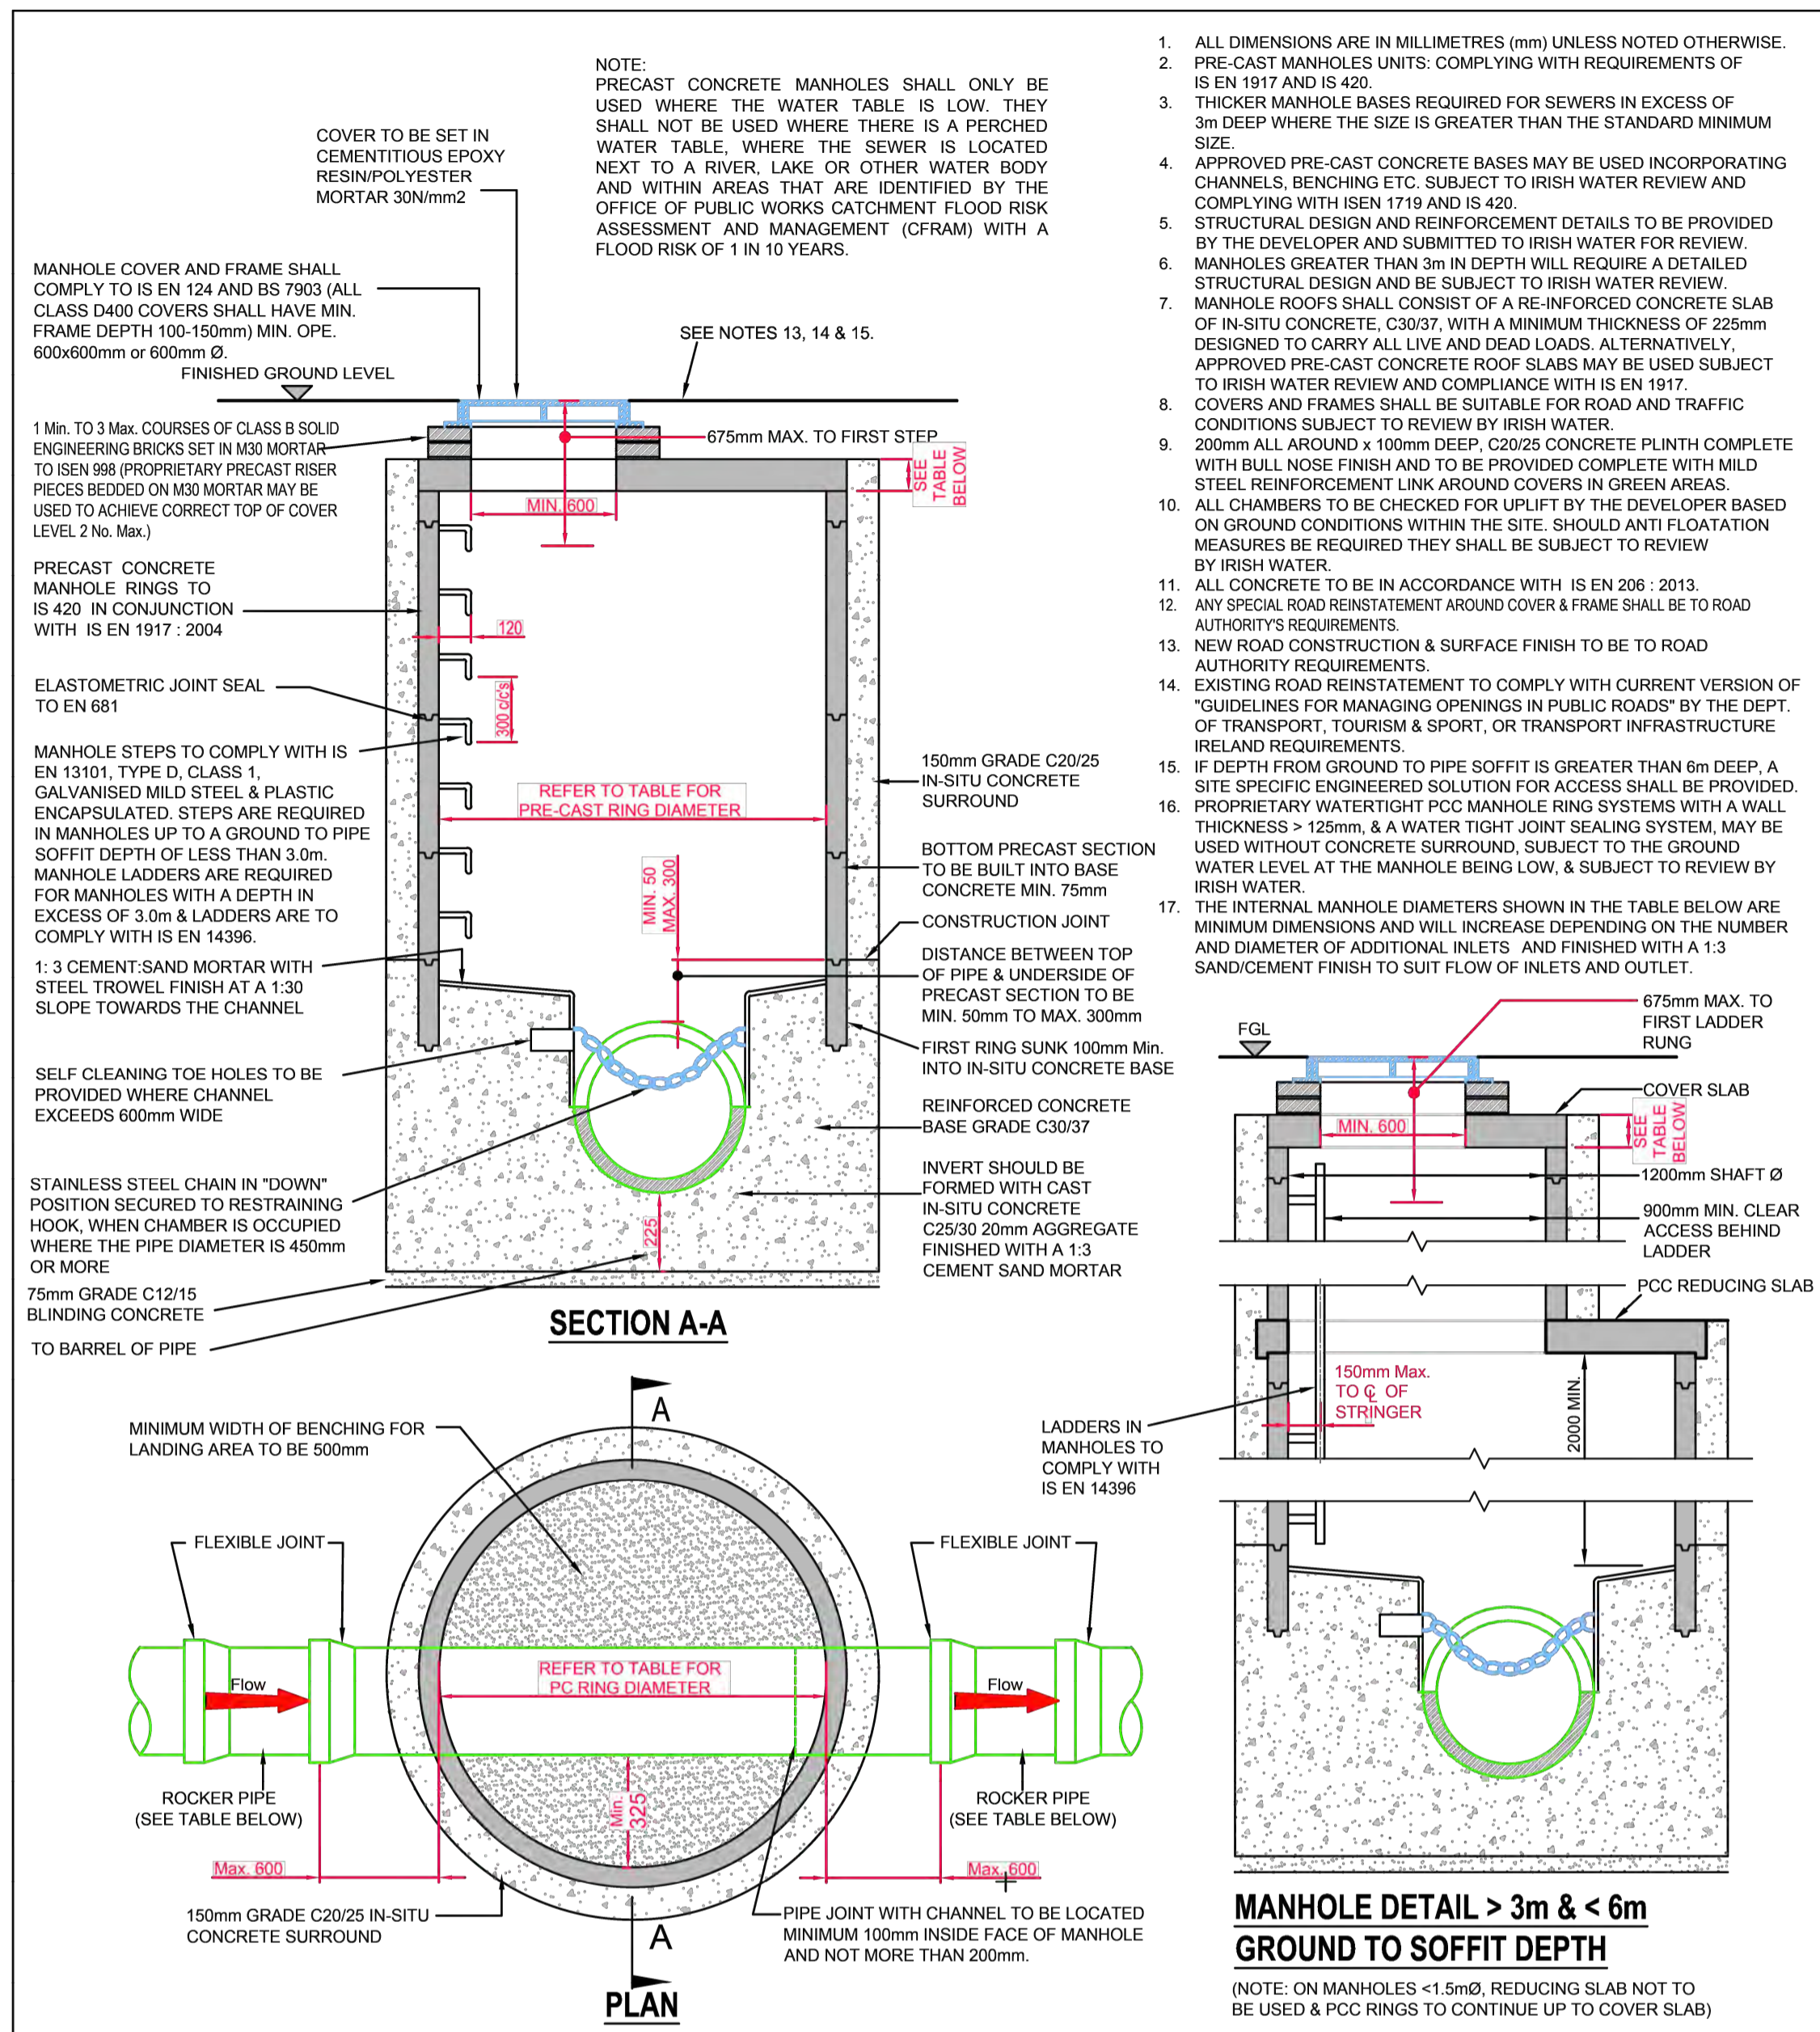 NOTE:
PRECAST CONCRETE MANHOLES SHALL ONLY BE
USED WHERE THE WATER TABLE IS LOW. THEY
SHALL NOT BE USED WHERE THERE IS A PERCHED
WATER TABLE, WHERE THE SEWER IS LOCATED
NEXT TO A RIVER, LAKE OR OTHER WATER BODY
AND WITHIN AREAS THAT ARE IDENTIFIED BY THE
OFFICE OF PUBLIC WORKS CATCHMENT FLOOD RISK
ASSESSMENT AND MANAGEMENT (CFRAM) WITH A
FLOOD RISK OF 1 IN 10 YEARS.
COVER TO BE SET IN
CEMENTITIOUS EPOXY
RESIN/POLYESTER
MORTAR 30N/mm2
MANHOLE COVER AND FRAME SHALL
COMPLY TO IS EN 124 AND BS 7903 (ALL
CLASS D400 COVERS SHALL HAVE MIN.
FRAME DEPTH 100-150mm) MIN. OPE.
600x600mm or 600mm Ø.
FINISHED GROUND LEVEL
SEE NOTES 13, 14 & 15.
1 Min. TO 3 Max. COURSES OF CLASS B SOLID
ENGINEERING BRICKS SET IN M30 MORTAR
TO ISEN 998 (PROPRIETARY PRECAST RISER
PIECES BEDDED ON M30 MORTAR MAY BE
USED TO ACHIEVE CORRECT TOP OF COVER
LEVEL 2 No. Max.)
675mm MAX. TO FIRST STEP
SEE
TABLE
BELOW
MIN. 600
PRECAST CONCRETE
MANHOLE RINGS TO
IS 420 IN CONJUNCTION
WITH IS EN 1917 : 2004
120
ELASTOMETRIC JOINT SEAL
TO EN 681
300 c/c's
MANHOLE STEPS TO COMPLY WITH IS
EN 13101, TYPE D, CLASS 1,
GALVANISED MILD STEEL & PLASTIC
ENCAPSULATED. STEPS ARE REQUIRED
IN MANHOLES UP TO A GROUND TO PIPE
SOFFIT DEPTH OF LESS THAN 3.0m.
MANHOLE LADDERS ARE REQUIRED
FOR MANHOLES WITH A DEPTH IN
EXCESS OF 3.0m & LADDERS ARE TO
COMPLY WITH IS EN 14396.
REFER TO TABLE FOR
PRE-CAST RING DIAMETER
150mm GRADE C20/25
IN-SITU CONCRETE
SURROUND
MIN. 50
MAX. 300
BOTTOM PRECAST SECTION
TO BE BUILT INTO BASE
CONCRETE MIN. 75mm
CONSTRUCTION JOINT
DISTANCE BETWEEN TOP
OF PIPE & UNDERSIDE OF
PRECAST SECTION TO BE
MIN. 50mm TO MAX. 300mm
FIRST RING SUNK 100mm Min.
INTO IN-SITU CONCRETE BASE
REINFORCED CONCRETE
BASE GRADE C30/37
INVERT SHOULD BE
FORMED WITH CAST
IN-SITU CONCRETE
C25/30 20mm AGGREGATE
FINISHED WITH A 1:3
CEMENT SAND MORTAR
1: 3 CEMENT:SAND MORTAR WITH
STEEL TROWEL FINISH AT A 1:30
SLOPE TOWARDS THE CHANNEL
SELF CLEANING TOE HOLES TO BE
PROVIDED WHERE CHANNEL
EXCEEDS 600mm WIDE
STAINLESS STEEL CHAIN IN "DOWN"
POSITION SECURED TO RESTRAINING
HOOK, WHEN CHAMBER IS OCCUPIED
WHERE THE PIPE DIAMETER IS 450mm
OR MORE
225
75mm GRADE C12/15
BLINDING CONCRETE
TO BARREL OF PIPE
SECTION A-A
A
MINIMUM WIDTH OF BENCHING FOR
LANDING AREA TO BE 500mm
FLEXIBLE JOINT
FLEXIBLE JOINT
REFER TO TABLE FOR
PC RING DIAMETER
Flow
Flow
ROCKER PIPE
(SEE TABLE BELOW)
ROCKER PIPE
(SEE TABLE BELOW)
Min.
325
Max. 600
Max. 600
150mm GRADE C20/25 IN-SITU
CONCRETE SURROUND
PIPE JOINT WITH CHANNEL TO BE LOCATED
MINIMUM 100mm INSIDE FACE OF MANHOLE
AND NOT MORE THAN 200mm.
A
PLAN
1. ALL DIMENSIONS ARE IN MILLIMETRES (mm) UNLESS NOTED OTHERWISE.
2. PRE-CAST MANHOLES UNITS: COMPLYING WITH REQUIREMENTS OF
IS EN 1917 AND IS 420.
3. THICKER MANHOLE BASES REQUIRED FOR SEWERS IN EXCESS OF
3m DEEP WHERE THE SIZE IS GREATER THAN THE STANDARD MINIMUM
SIZE.
4. APPROVED PRE-CAST CONCRETE BASES MAY BE USED INCORPORATING
CHANNELS, BENCHING ETC. SUBJECT TO IRISH WATER REVIEW AND
COMPLYING WITH ISEN 1719 AND IS 420.
5. STRUCTURAL DESIGN AND REINFORCEMENT DETAILS TO BE PROVIDED
BY THE DEVELOPER AND SUBMITTED TO IRISH WATER FOR REVIEW.
6. MANHOLES GREATER THAN 3m IN DEPTH WILL REQUIRE A DETAILED
STRUCTURAL DESIGN AND BE SUBJECT TO IRISH WATER REVIEW.
7. MANHOLE ROOFS SHALL CONSIST OF A RE-INFORCED CONCRETE SLAB
OF IN-SITU CONCRETE, C30/37, WITH A MINIMUM THICKNESS OF 225mm
DESIGNED TO CARRY ALL LIVE AND DEAD LOADS. ALTERNATIVELY,
APPROVED PRE-CAST CONCRETE ROOF SLABS MAY BE USED SUBJECT
TO IRISH WATER REVIEW AND COMPLIANCE WITH IS EN 1917.
8. COVERS AND FRAMES SHALL BE SUITABLE FOR ROAD AND TRAFFIC
CONDITIONS SUBJECT TO REVIEW BY IRISH WATER.
9. 200mm ALL AROUND x 100mm DEEP, C20/25 CONCRETE PLINTH COMPLETE
WITH BULL NOSE FINISH AND TO BE PROVIDED COMPLETE WITH MILD
STEEL REINFORCEMENT LINK AROUND COVERS IN GREEN AREAS.
10. ALL CHAMBERS TO BE CHECKED FOR UPLIFT BY THE DEVELOPER BASED
ON GROUND CONDITIONS WITHIN THE SITE. SHOULD ANTI FLOATATION
MEASURES BE REQUIRED THEY SHALL BE SUBJECT TO REVIEW
BY IRISH WATER.
11. ALL CONCRETE TO BE IN ACCORDANCE WITH IS EN 206 : 2013.
12. ANY SPECIAL ROAD REINSTATEMENT AROUND COVER & FRAME SHALL BE TO ROAD
AUTHORITY'S REQUIREMENTS.
13. NEW ROAD CONSTRUCTION & SURFACE FINISH TO BE TO ROAD
AUTHORITY REQUIREMENTS.
14. EXISTING ROAD REINSTATEMENT TO COMPLY WITH CURRENT VERSION OF
"GUIDELINES FOR MANAGING OPENINGS IN PUBLIC ROADS" BY THE DEPT.
OF TRANSPORT, TOURISM & SPORT, OR TRANSPORT INFRASTRUCTURE
IRELAND REQUIREMENTS.
15. IF DEPTH FROM GROUND TO PIPE SOFFIT IS GREATER THAN 6m DEEP, A
SITE SPECIFIC ENGINEERED SOLUTION FOR ACCESS SHALL BE PROVIDED.
16. PROPRIETARY WATERTIGHT PCC MANHOLE RING SYSTEMS WITH A WALL
THICKNESS > 125mm, & A WATER TIGHT JOINT SEALING SYSTEM, MAY BE
USED WITHOUT CONCRETE SURROUND, SUBJECT TO THE GROUND
WATER LEVEL AT THE MANHOLE BEING LOW, & SUBJECT TO REVIEW BY
IRISH WATER.
17. THE INTERNAL MANHOLE DIAMETERS SHOWN IN THE TABLE BELOW ARE
MINIMUM DIMENSIONS AND WILL INCREASE DEPENDING ON THE NUMBER
AND DIAMETER OF ADDITIONAL INLETS AND FINISHED WITH A 1:3
SAND/CEMENT FINISH TO SUIT FLOW OF INLETS AND OUTLET.
675mm MAX. TO
FIRST LADDER
RUNG
FGL
COVER SLAB
MIN. 600
SEE
TABLE
BELOW
1200mm SHAFT Ø
900mm MIN. CLEAR
ACCESS BEHIND
LADDER
PCC REDUCING SLAB
150mm Max.
TO ℄ OF
STRINGER
2000 MIN.
LADDERS IN
MANHOLES TO
COMPLY WITH
IS EN 14396
MANHOLE DETAIL > 3m & < 6m
GROUND TO SOFFIT DEPTH
(NOTE: ON MANHOLES <1.5mØ, REDUCING SLAB NOT TO
BE USED & PCC RINGS TO CONTINUE UP TO COVER SLAB)